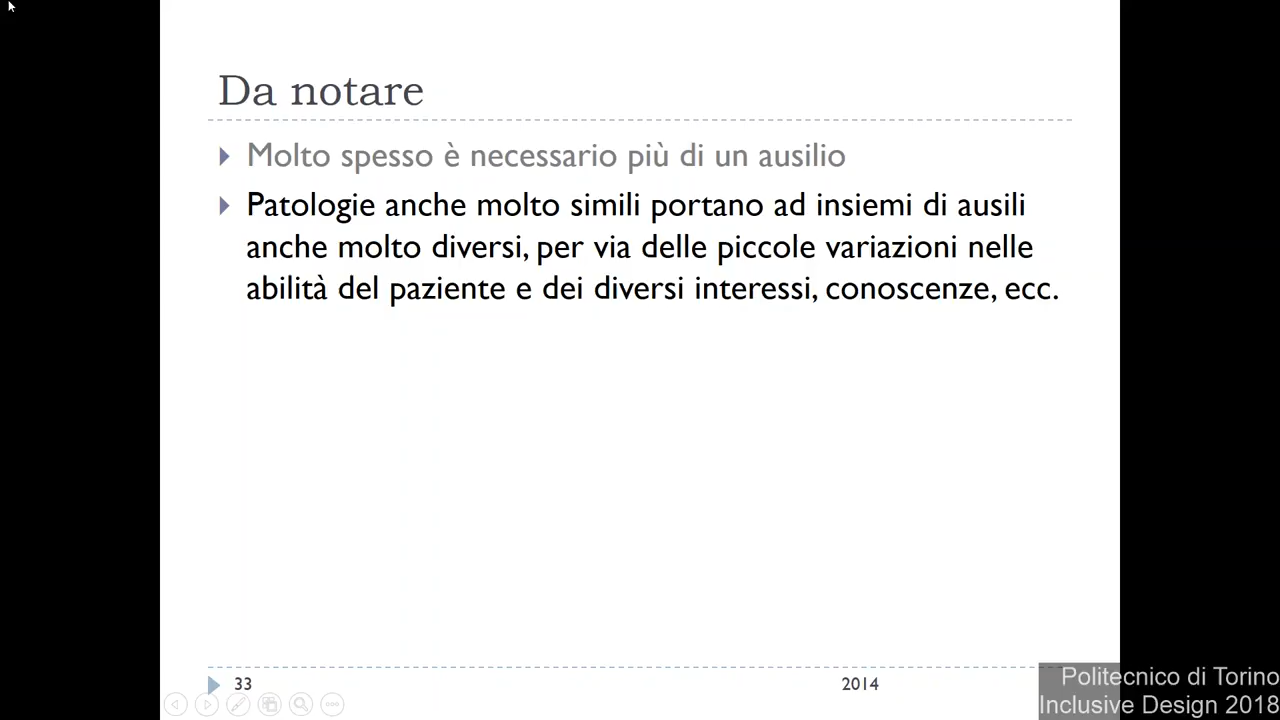 Da notare
Molto spesso è necessario più di un ausilio
Patologie anche molto simili portano ad insiemi di ausili
anche molto diversi, per via delle piccole variazioni nelle
abilità del paziente e dei diversi interessi, conoscenze, ecc.
33
2014
Politecnico di Torino
Inclusive Design 2018